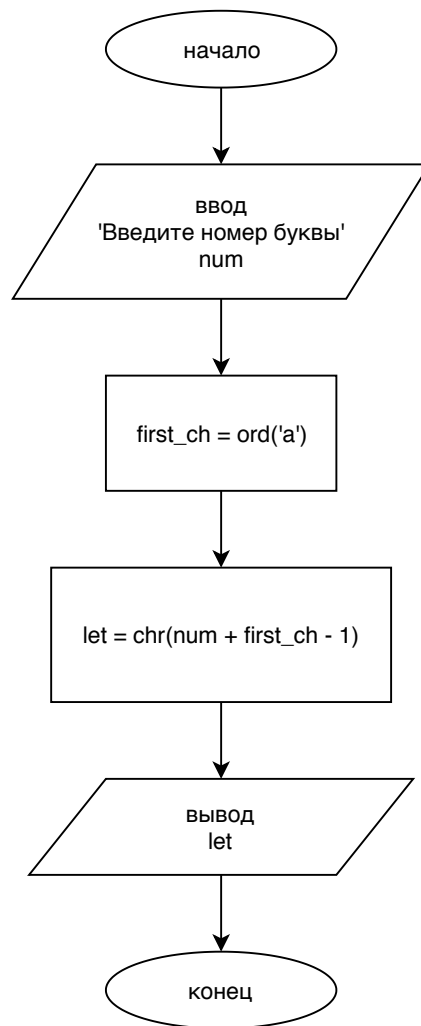 начало
ввод
'Введите номер буквы'
num
first_ch = ord('a')
let = chr(num + first_ch - 1)
вывод
let
конец